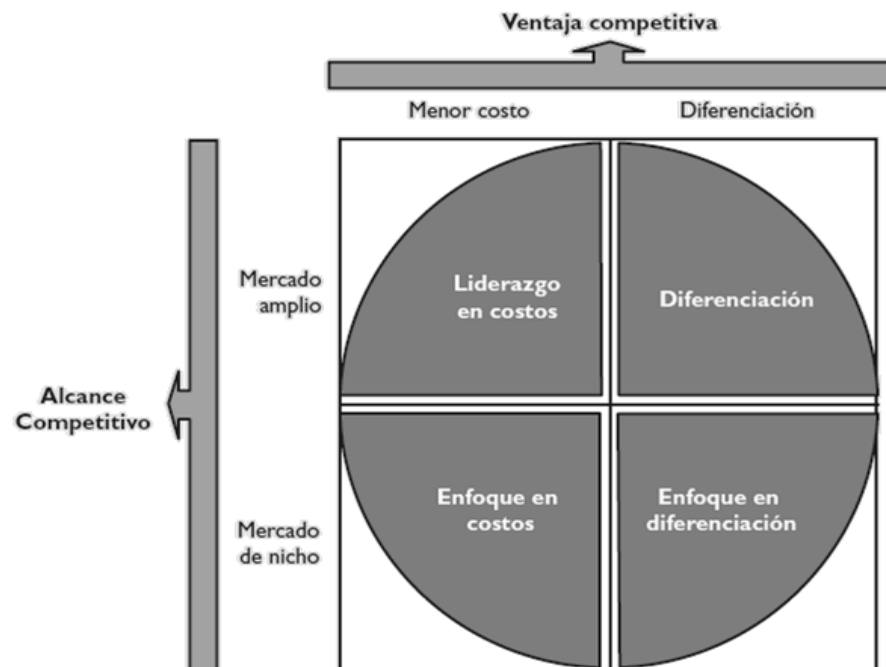 Ventaja competitiva
Menor costo
Diferenciación
Mercado
amplio
Liderazgo
en costos
Diferenciación
Alcance
Competitivo
Mercado
de nicho
Enfoque en
costos
Enfoque en
diferenciación